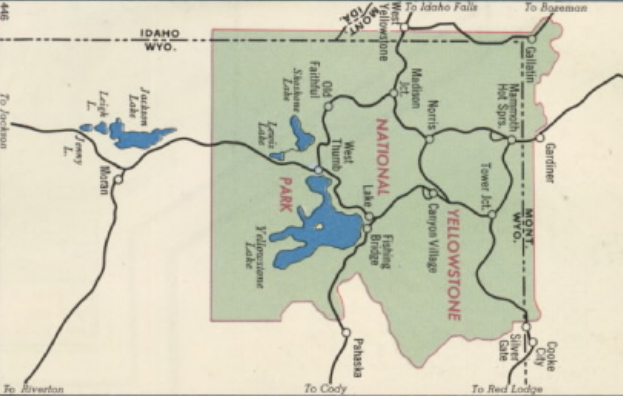 446
To Idaho Falls
To Bozeman
MONT.
IDA.
IDAHO
WYO.
West
Yellowstone
Gallatin
Madison
Jct.
Norris
Mammoth
Hot Sprs.
Gardiner
Old
Faithful
Shoshone
Lake
Lewis
Lake
West
Thumb
NATIONAL
PARK
YELLOWSTONE
Tower Jct.
MONT.
WYO.
Lake
Canyon Village
Fishing
Bridge
Yellowstone
Lake
Jackson
Lake
Leigh
L.
Jenny
L.
Moran
To Jackson
Pahaska
Silver
Gate
Cooke
City
To Riverton
To Cody
To Red Lodge